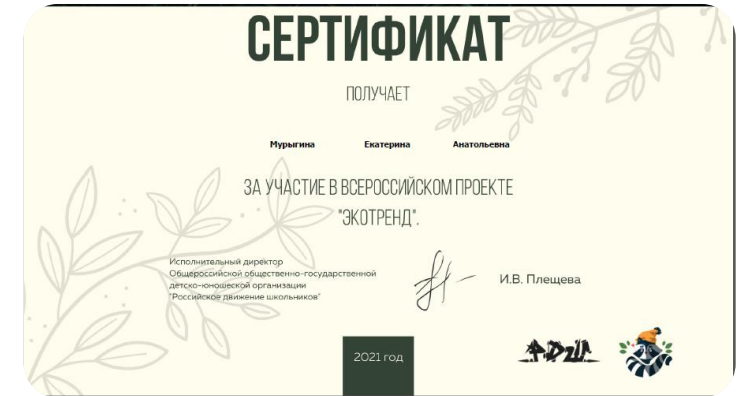 СЕРТИФИКАТ
ПОЛУЧАЕТ
Мурыгина Екатерина Анатольевна
ЗА УЧАСТИЕ В ВСЕРОССИЙСКОМ ПРОЕКТЕ
"ЭКОТРЕНД".
Исполнительный директор
Общероссийской общественно-государственной
детско-юношеской организации
"Российское движение школьников"
И.В. Плещева
2021 год
РДШ